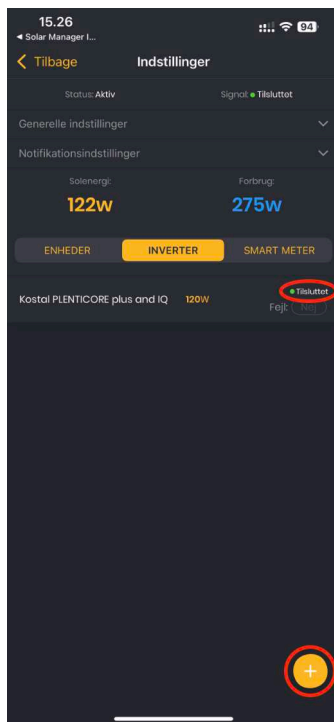 15.26
94
◀ Solar Manager I...
Tilbage
Indstillinger
Status: Aktiv
Signal: Tilsluttet
Generelle indstillinger
Notifikationsindstillinger
Solenergi:
Forbrug:
122W
275W
ENHEDER
INVERTER
SMART METER
Tilsluttet
Kostal PLENTICORE plus and IQ
120W
Fejl: Nej
+